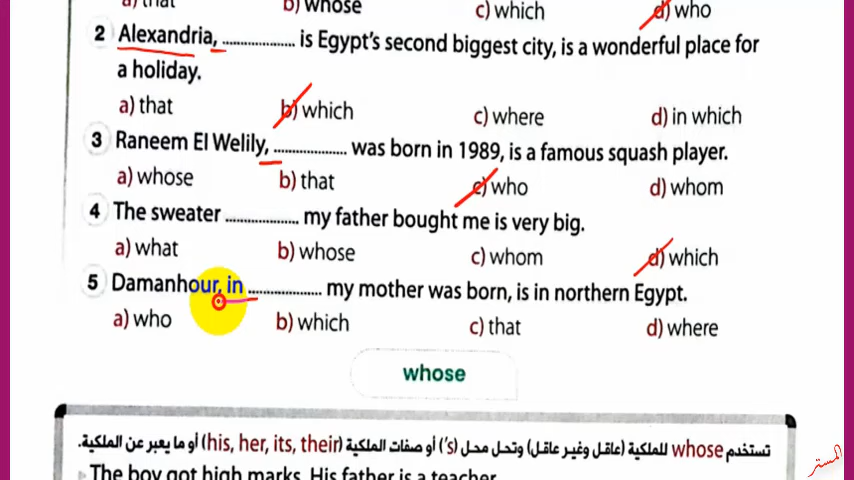 a) that b) whose c) which d) who
2 Alexandria, .................... is Egypt's second biggest city, is a wonderful place for
a holiday.
a) that b) which c) where d) in which
3 Raneem El Welily, .................... was born in 1989, is a famous squash player.
a) whose b) that c) who d) whom
4 The sweater .................... my father bought me is very big.
a) what b) whose c) whom d) which
5 Damanhour, in .................... my mother was born, is in northern Egypt.
a) who b) which c) that d) where
whose
تستخدم whose للملكية (عاقل وغير عاقل) وتحل محل (s') أو صفات الملكية (his, her, its, their) أو ما يعبر عن الملكية.
The boy got high marks. His father is a teacher.
المستر